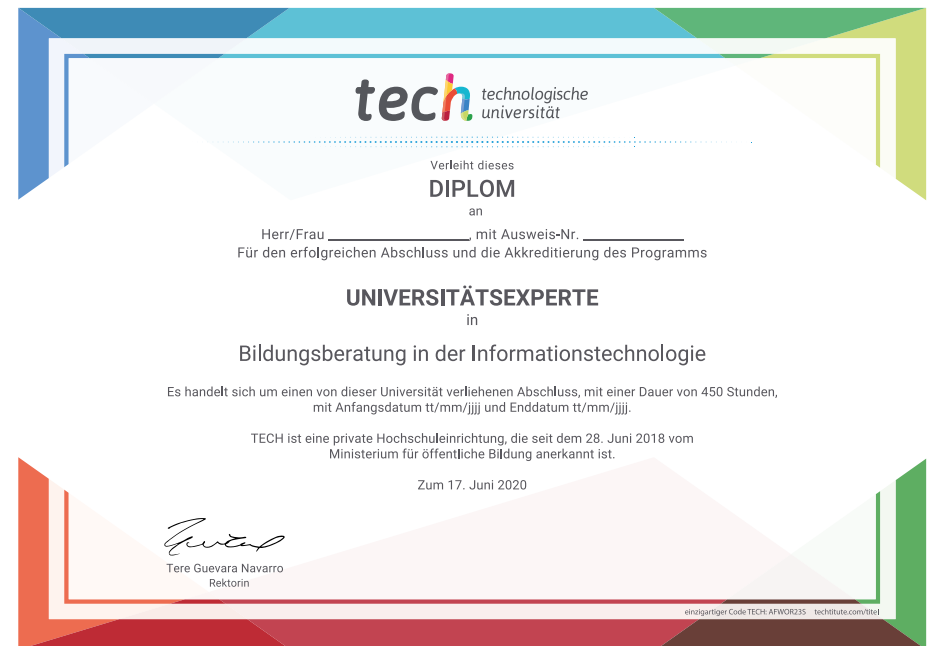 tech technologische
universität
Verleiht dieses
DIPLOM
an
Herr/Frau ________________, mit Ausweis-Nr. ______________
Für den erfolgreichen Abschluss und die Akkreditierung des Programms
UNIVERSITÄTSEXPERTE
in
Bildungsberatung in der Informationstechnologie
Es handelt sich um einen von dieser Universität verliehenen Abschluss, mit einer Dauer von 450 Stunden,
mit Anfangsdatum tt/mm/jjjj und Enddatum tt/mm/jjjj.
TECH ist eine private Hochschuleinrichtung, die seit dem 28. Juni 2018 vom
Ministerium für öffentliche Bildung anerkannt ist.
Zum 17. Juni 2020
Tere Guevara Navarro
Rektorin
einzigartiger Code TECH: AFWOR23S techtitute.com/titel